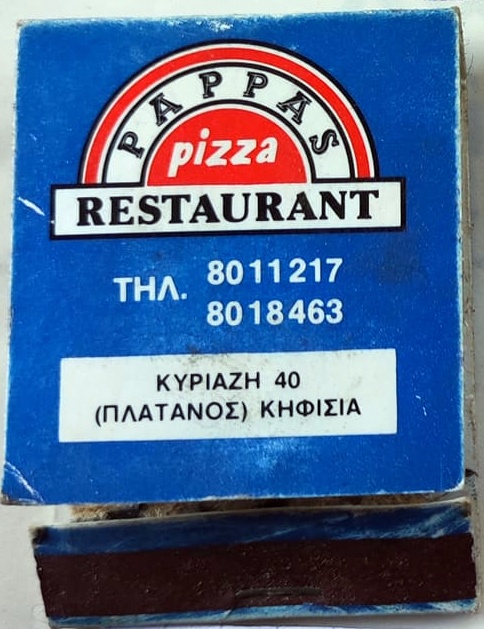 PAPPAS
pizza
RESTAURANT
ΤΗΛ. 8011217
8018463
ΚΥΡΙΑΖΗ 40
(ΠΛΑΤΑΝΟΣ) ΚΗΦΙΣΙΑ